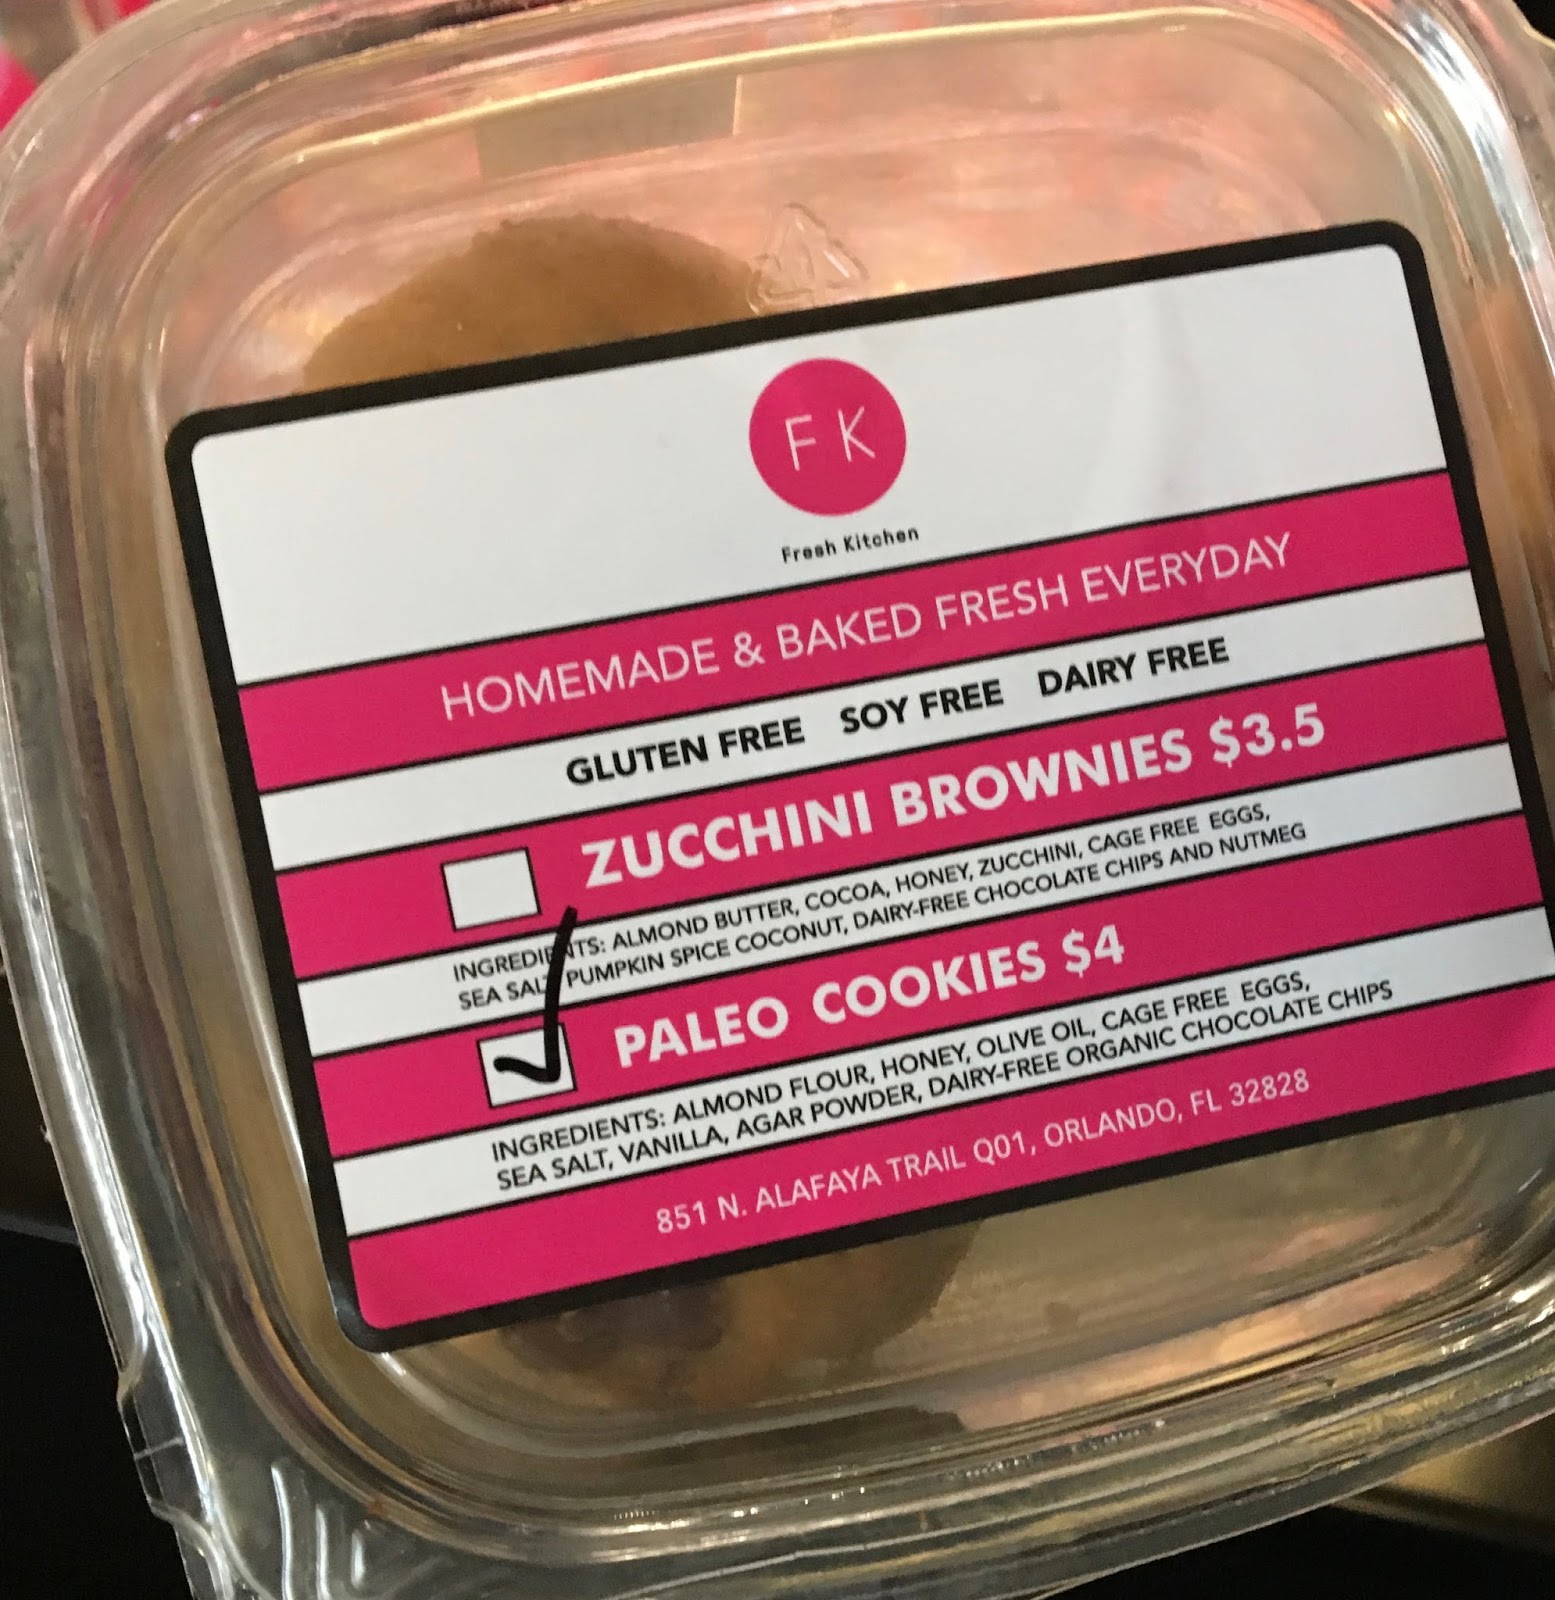 F K
Fresh Kitchen
HOMEMADE & BAKED FRESH EVERYDAY
GLUTEN FREE SOY FREE DAIRY FREE
ZUCCHINI BROWNIES $3.5
INGREDIENTS: ALMOND BUTTER, COCOA, HONEY, ZUCCHINI, CAGE FREE EGGS,
SEA SALT, PUMPKIN SPICE COCONUT, DAIRY-FREE CHOCOLATE CHIPS AND NUTMEG
PALEO COOKIES $4
INGREDIENTS: ALMOND FLOUR, HONEY, OLIVE OIL, CAGE FREE EGGS,
SEA SALT, VANILLA, AGAR POWDER, DAIRY-FREE ORGANIC CHOCOLATE CHIPS
851 N. ALAFAYA TRAIL Q01, ORLANDO, FL 32828